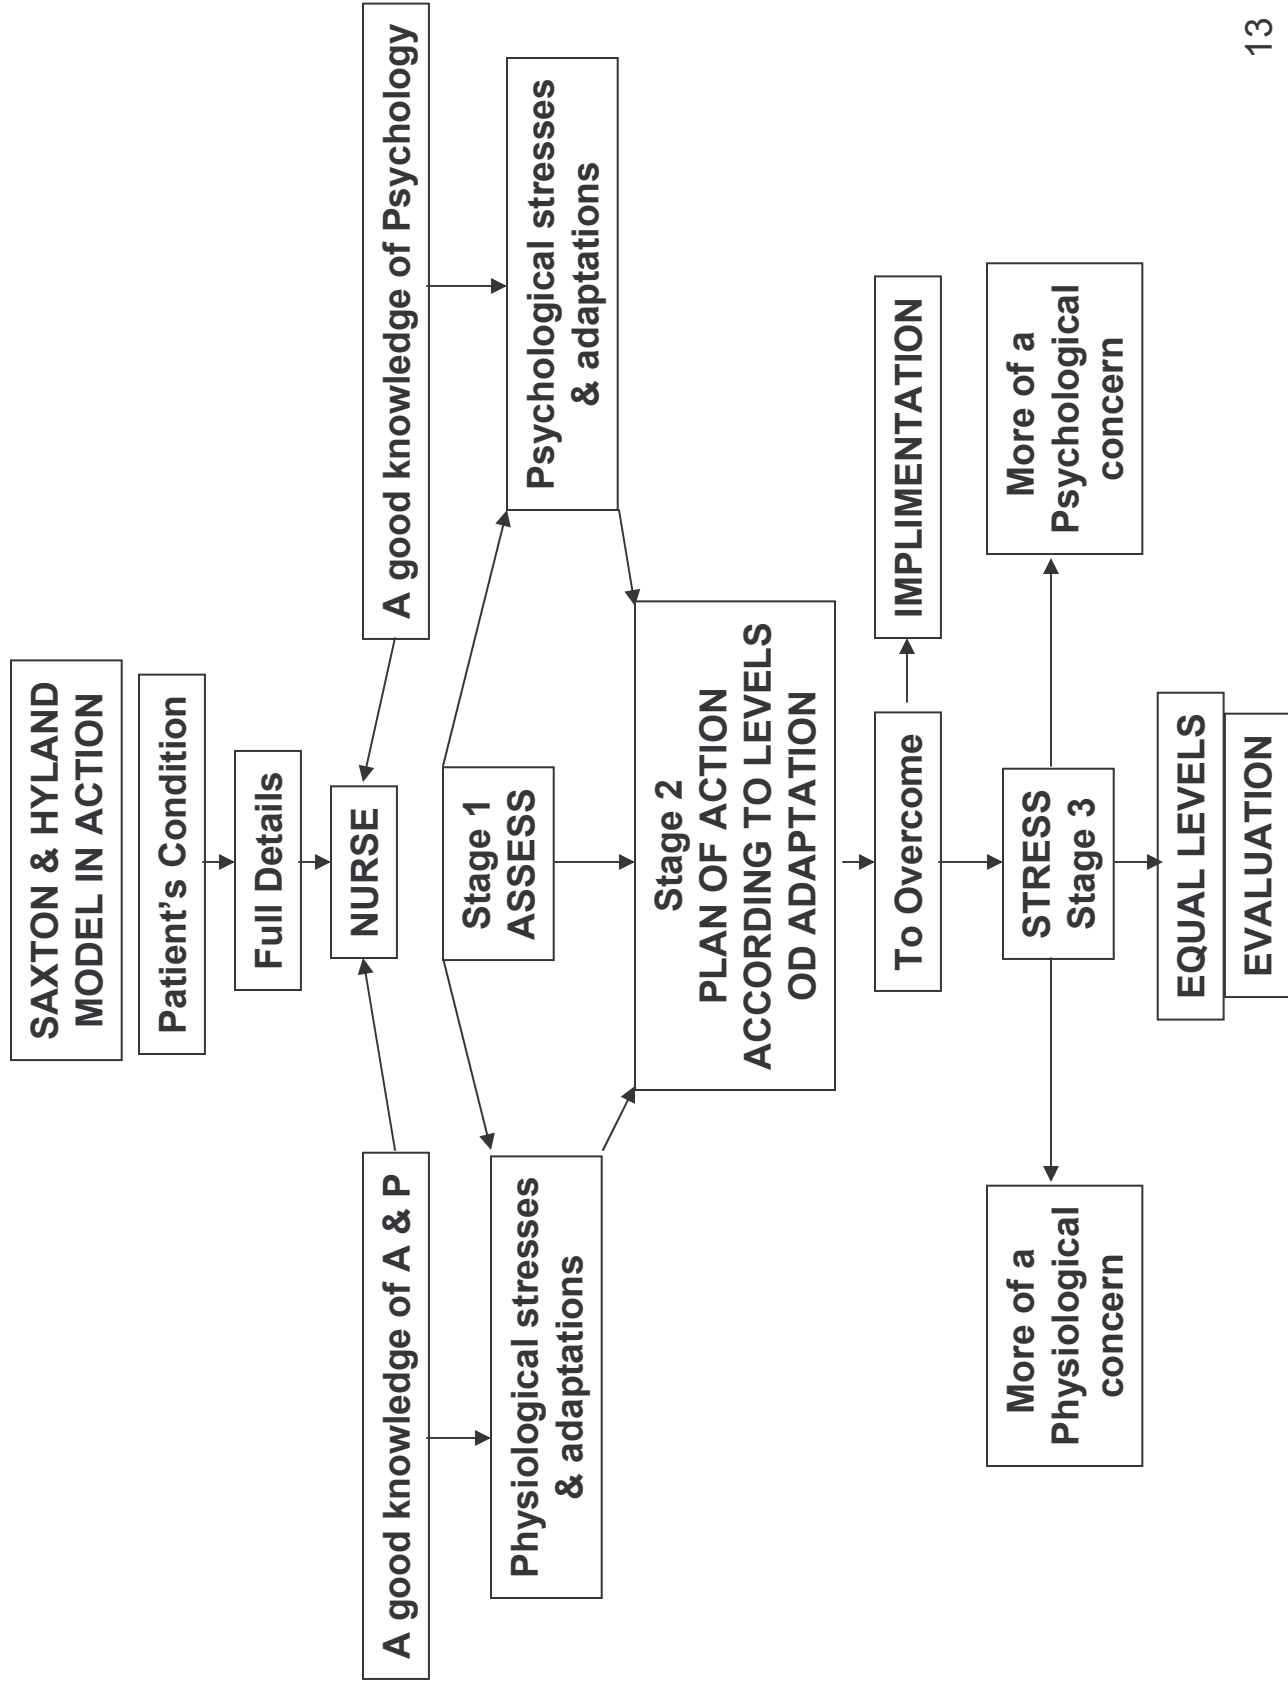 SAXTON & HYLAND
MODEL IN ACTION
Patient's Condition
Full Details
NURSE
A good knowledge of A & P
A good knowledge of Psychology
Stage 1
ASSESS
Physiological stresses
& adaptations
Psychological stresses
& adaptations
Stage 2
PLAN OF ACTION
ACCORDING TO LEVELS
OD ADAPTATION
To Overcome
IMPLIMENTATION
More of a
Physiological
concern
STRESS
Stage 3
More of a
Psychological
concern
EQUAL LEVELS
EVALUATION
13